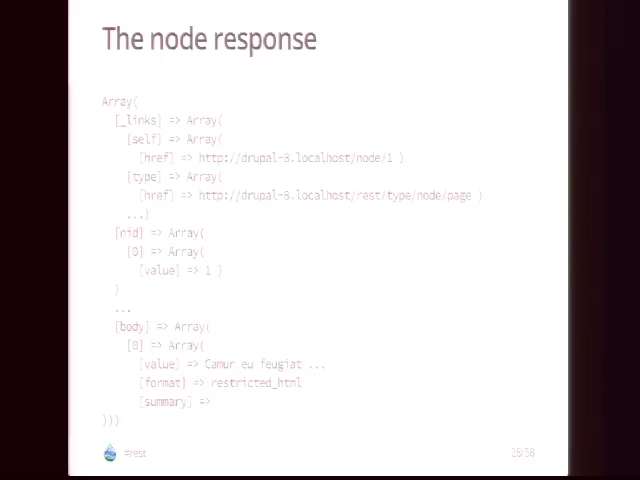 The node response
Array(
[_links] => Array(
[self] => Array(
[href] => http://drupal-8.localhost/node/1 )
[type] => Array(
[href] => http://drupal-8.localhost/rest/type/node/page )
...)
[nid] => Array(
[0] => Array(
[value] => 1 )
)
...
[body] => Array(
[0] => Array(
[value] => Camur eu feugiat ...
[format] => restricted_html
[summary] =>
)))
#rest
28/58